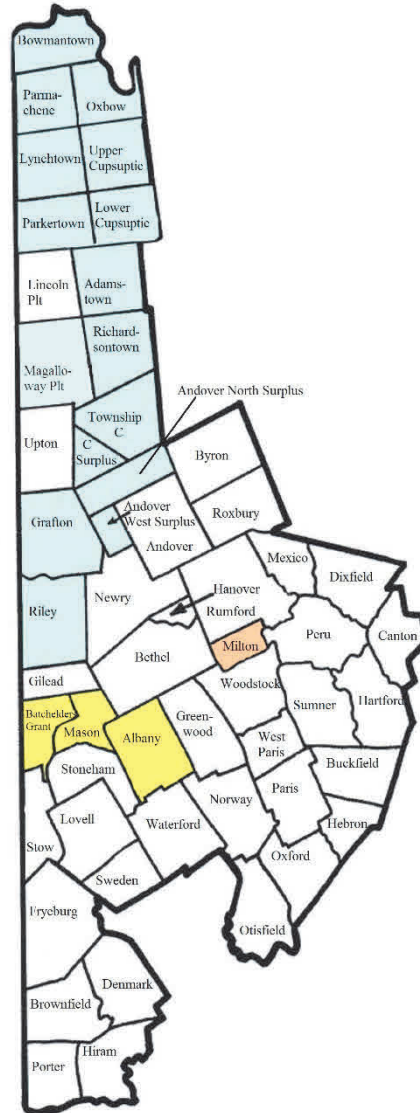 Bowmantown
Parma-
chene
Oxbow
Lynchtown
Upper
Cupsuptic
Parkertown
Lower
Cupsuptic
Lincoln
Plt
Adams-
town
Richard-
sontown
Magallo-
way Plt
Andover North Surplus
Township
C
C
Surplus
Upton
Byron
Andover
West Surplus
Roxbury
Grafton
Andover
Mexico
Dixfield
Hanover
Newry
Rumford
Riley
Peru
Canton
Milton
Bethel
Gilead
Woodstock
Sumner
Hartford
Batchelders
Grant
Mason
Albany
Green-
wood
West
Paris
Stoneham
Buckfield
Paris
Norway
Lovell
Waterford
Hebron
Stow
Oxford
Sweden
Fryeburg
Otisfield
Denmark
Brownfield
Hiram
Porter